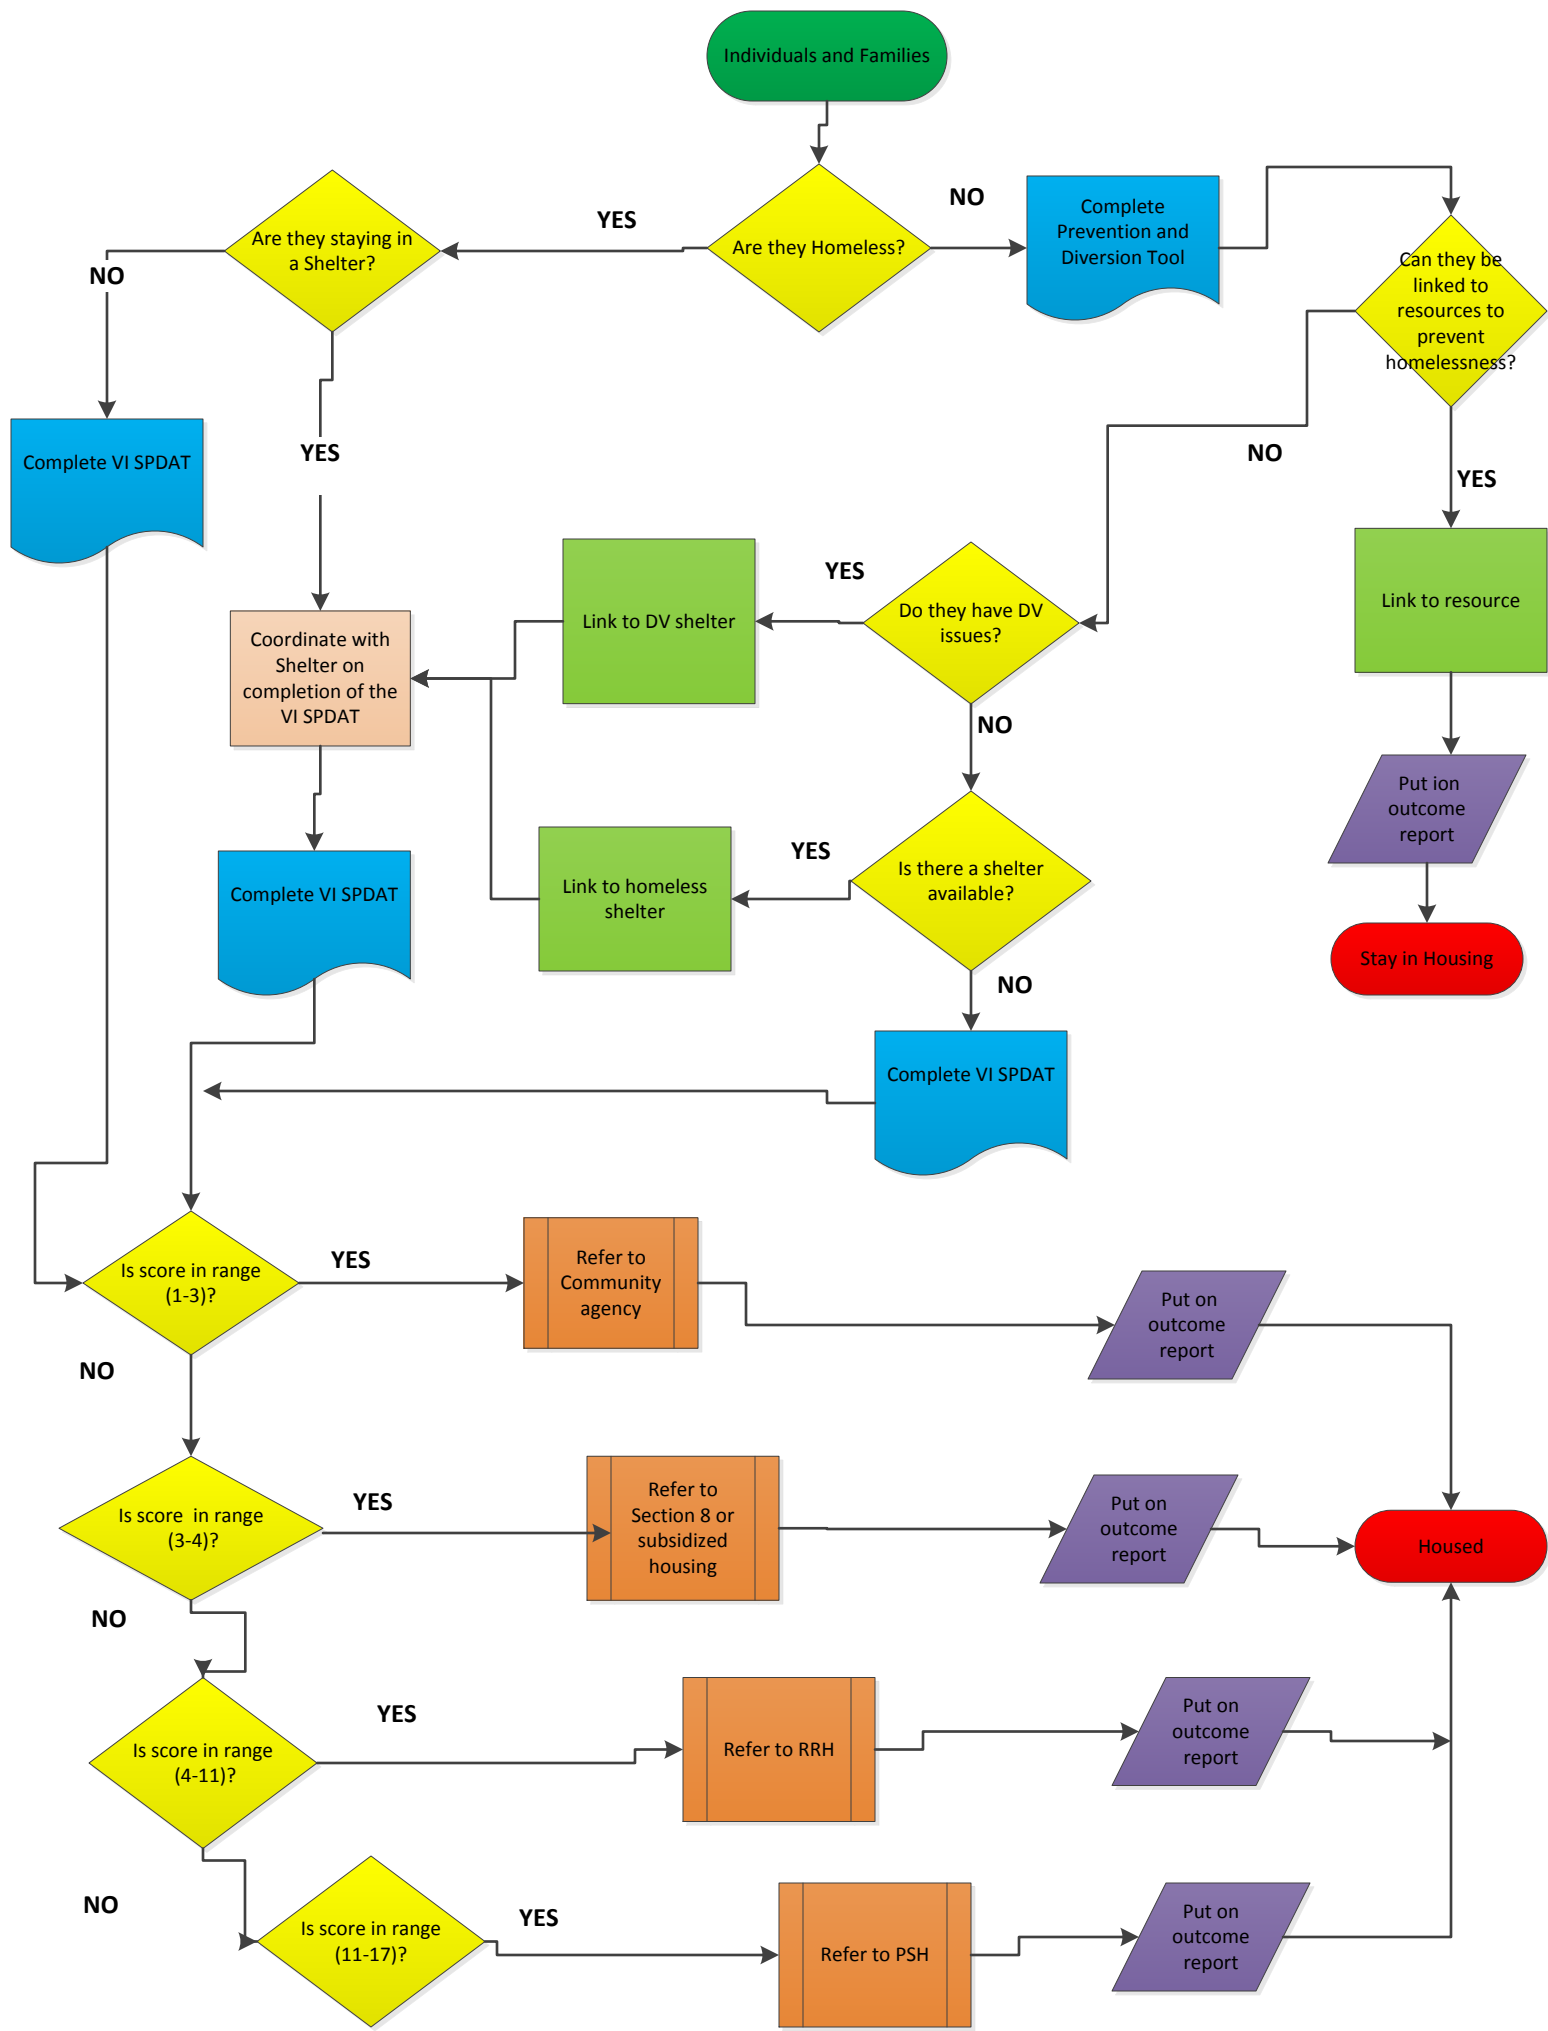 Individuals and Families
Are they Homeless?
YES
NO
Are they staying in
a Shelter?
NO
YES
Complete
Prevention and
Diversion Tool
Can they be
linked to
resources to
prevent
homelessness?
NO
YES
Complete VI SPDAT
Link to resource
Do they have DV
issues?
YES
NO
Link to DV shelter
Coordinate with
Shelter on
completion of the
VI SPDAT
Put ion
outcome
report
Is there a shelter
available?
YES
NO
Link to homeless
shelter
Complete VI SPDAT
Stay in Housing
Complete VI SPDAT
Is score in range
(1-3)?
YES
NO
Refer to
Community
agency
Put on
outcome
report
Is score  in range
(3-4)?
YES
NO
Refer to
Section 8 or
subsidized
housing
Put on
outcome
report
Housed
Is score in range
(4-11)?
YES
NO
Refer to RRH
Put on
outcome
report
Is score in range
(11-17)?
YES
Refer to PSH
Put on
outcome
report